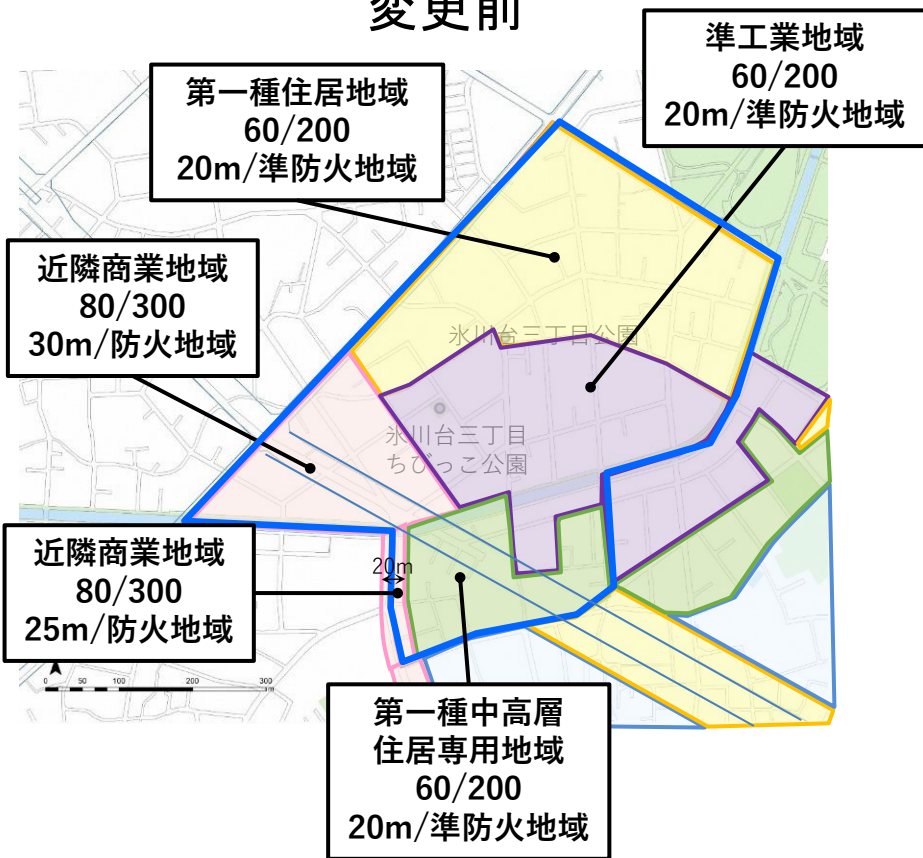 変更前
準工業地域
60/200
20m/準防火地域
第一種住居地域
60/200
20m/準防火地域
近隣商業地域
80/300
30m/防火地域
氷川台三丁目公園
氷川台三丁目
ちびっこ公園
近隣商業地域
80/300
25m/防火地域
20m
0 50 100 200 300
第一種中高層
住居専用地域
60/200
20m/準防火地域